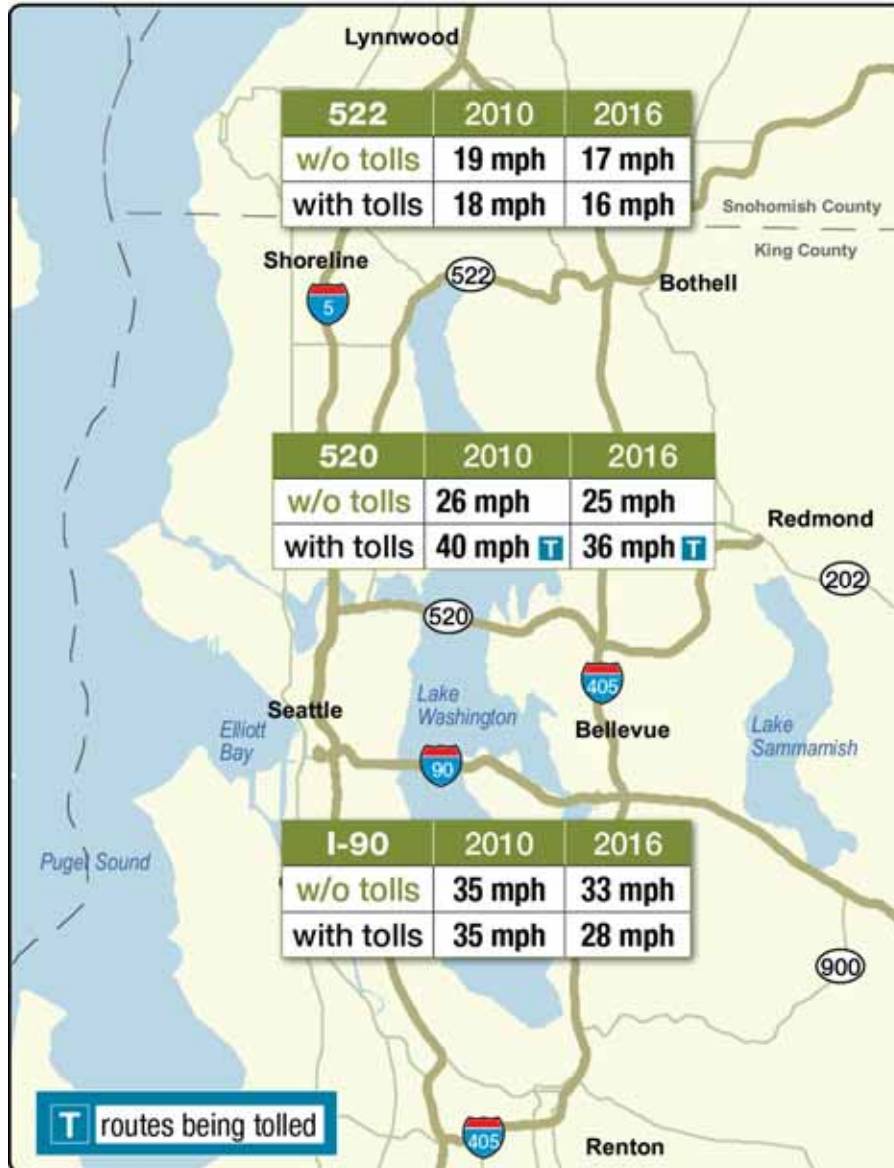 Lynnwood
522 2010 2016
w/o tolls 19 mph 17 mph
with tolls 18 mph 16 mph
Snohomish County
King County
Shoreline
522
Bothell
5
520 2010 2016
w/o tolls 26 mph 25 mph
with tolls 40 mph T 36 mph T
Redmond
202
520
405
Seattle
Elliott
Bay
Lake
Washington
Bellevue
Lake
Sammamish
90
Puget Sound
I-90 2010 2016
w/o tolls 35 mph 33 mph
with tolls 35 mph 28 mph
900
T routes being tolled
405
Renton